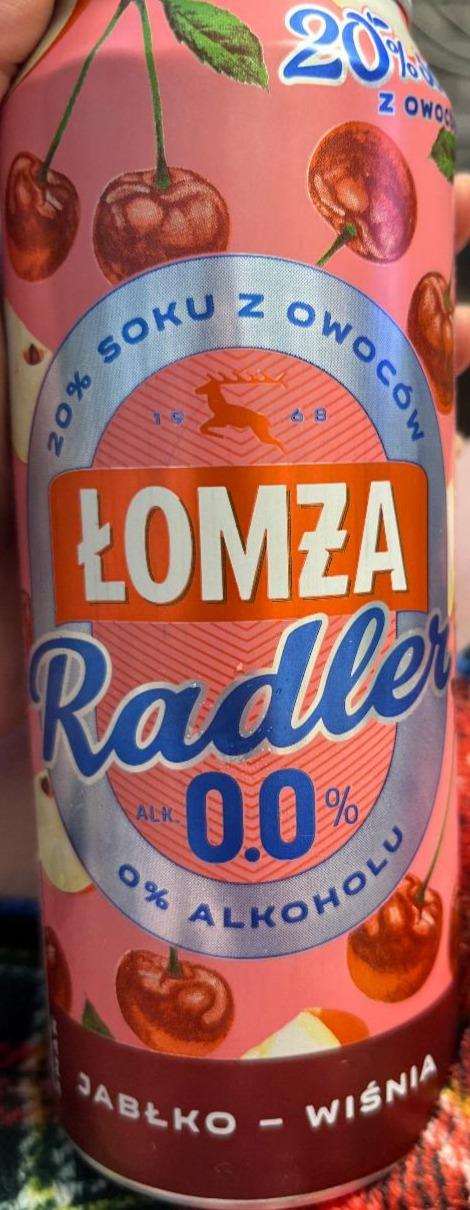 20%
Z OWOC
20% SOKU Z OWOCÓW
19 68
ŁOMŻA
Radler
ALK. 0.0%
0% ALKOHOLU
JABŁKO – WIŚNIA